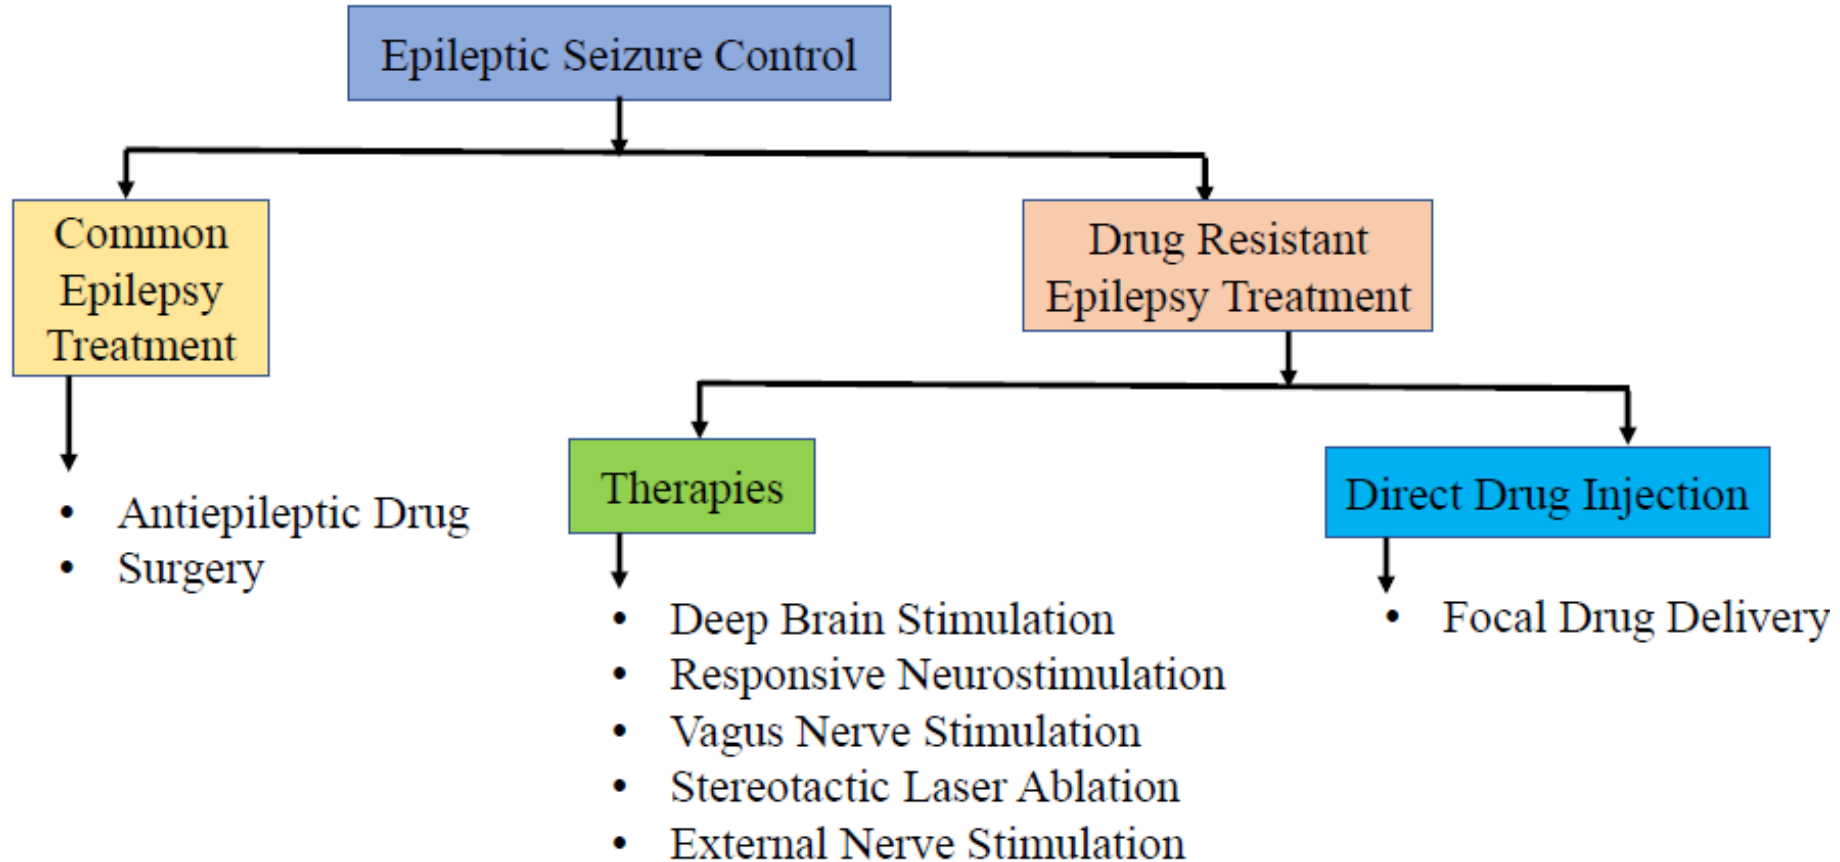 Epileptic Seizure Control
Common
Epilepsy
Treatment
Drug Resistant
Epilepsy Treatment
• Antiepileptic Drug
• Surgery
Therapies
• Deep Brain Stimulation
• Responsive Neurostimulation
• Vagus Nerve Stimulation
• Stereotactic Laser Ablation
• External Nerve Stimulation
Direct Drug Injection
• Focal Drug Delivery